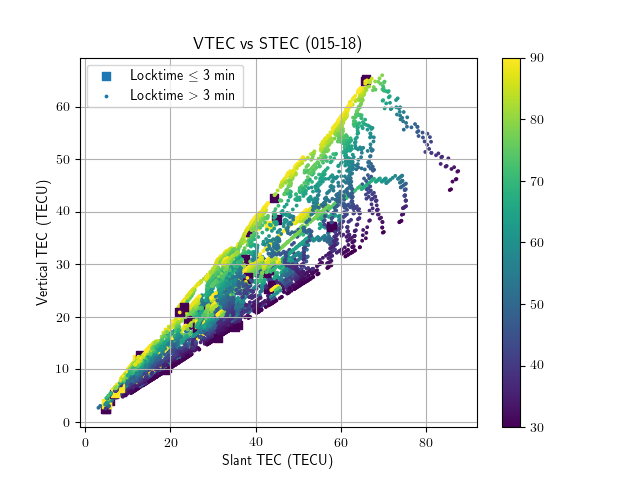 VTEC vs STEC (015-18)
Locktime ≤ 3 min
Locktime > 3 min
Vertical TEC (TECU)
60
50
40
30
20
10
0
0 20 40 60 80
Slant TEC (TECU)
90
80
70
60
50
40
30